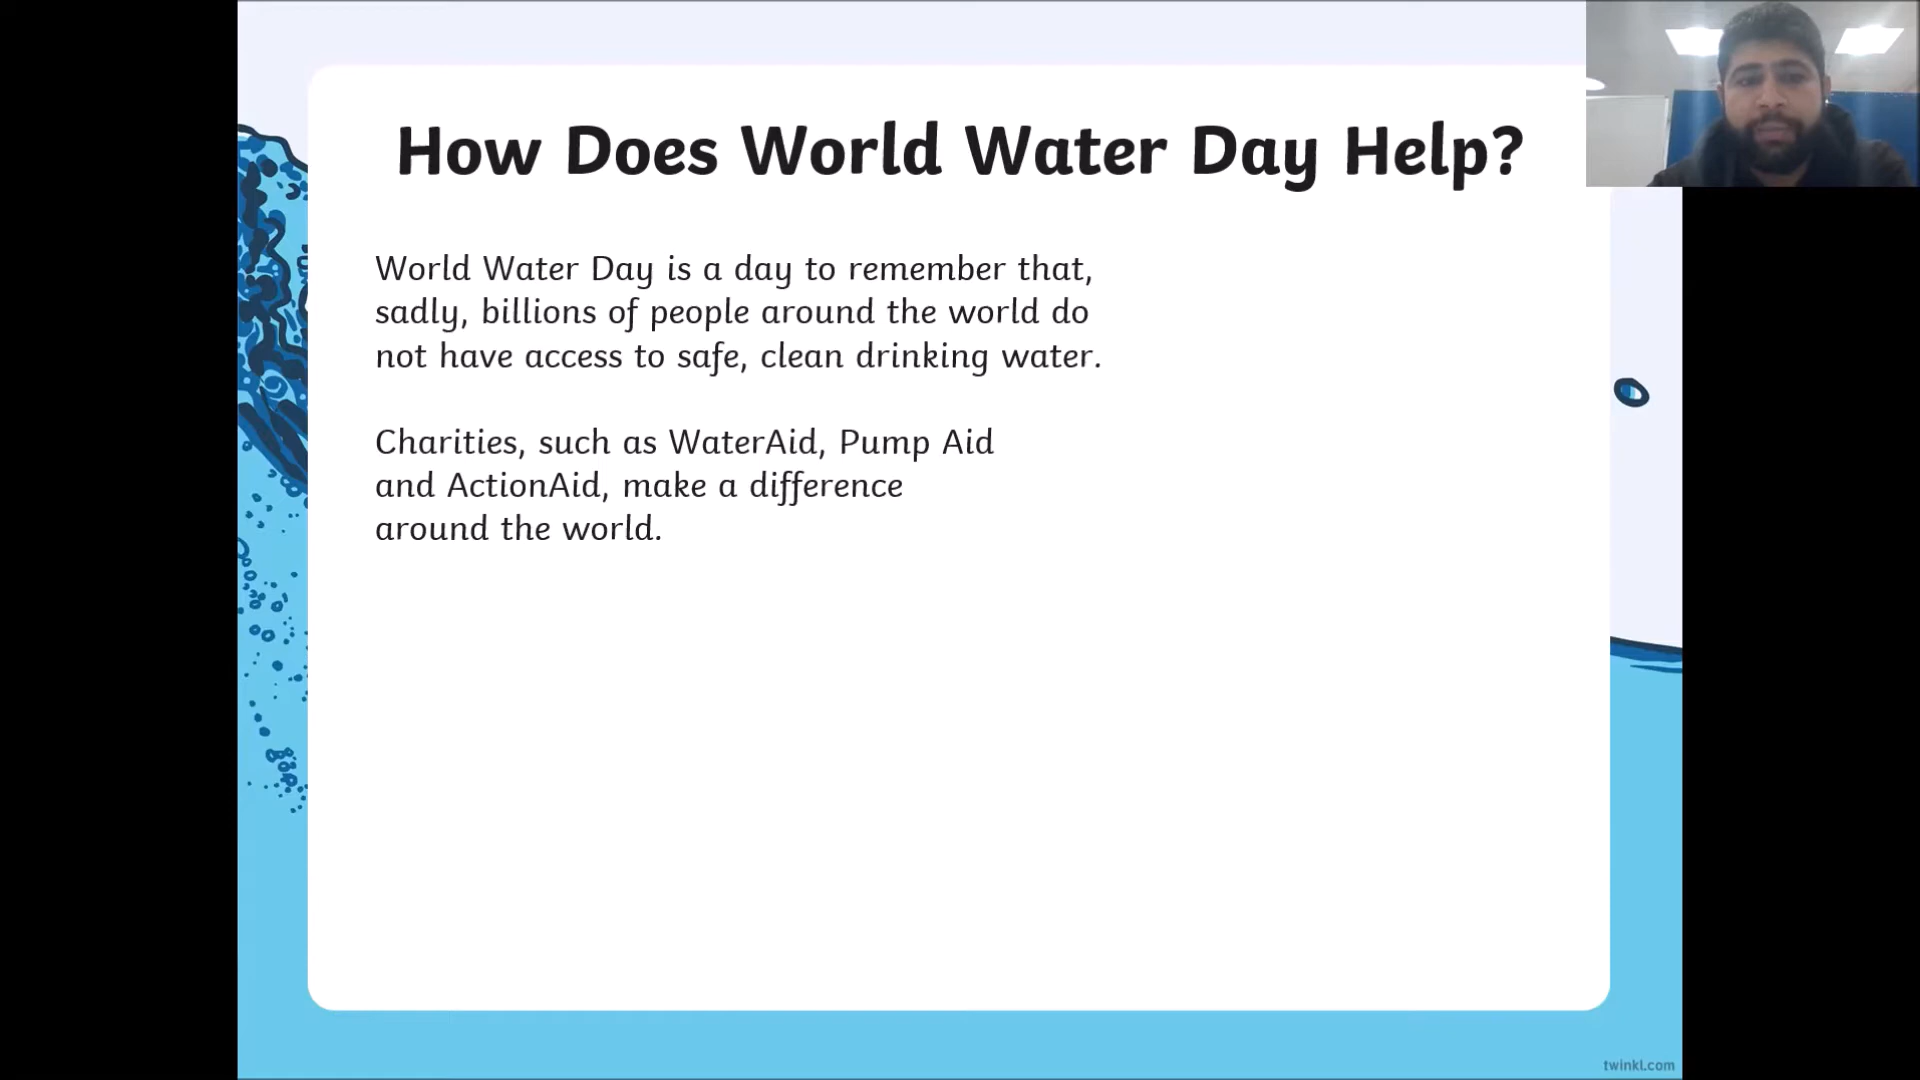 How Does World Water Day Help?
World Water Day is a day to remember that,
sadly, billions of people around the world do
not have access to safe, clean drinking water.
Charities, such as WaterAid, Pump Aid
and ActionAid, make a difference
around the world.
twinkl.com